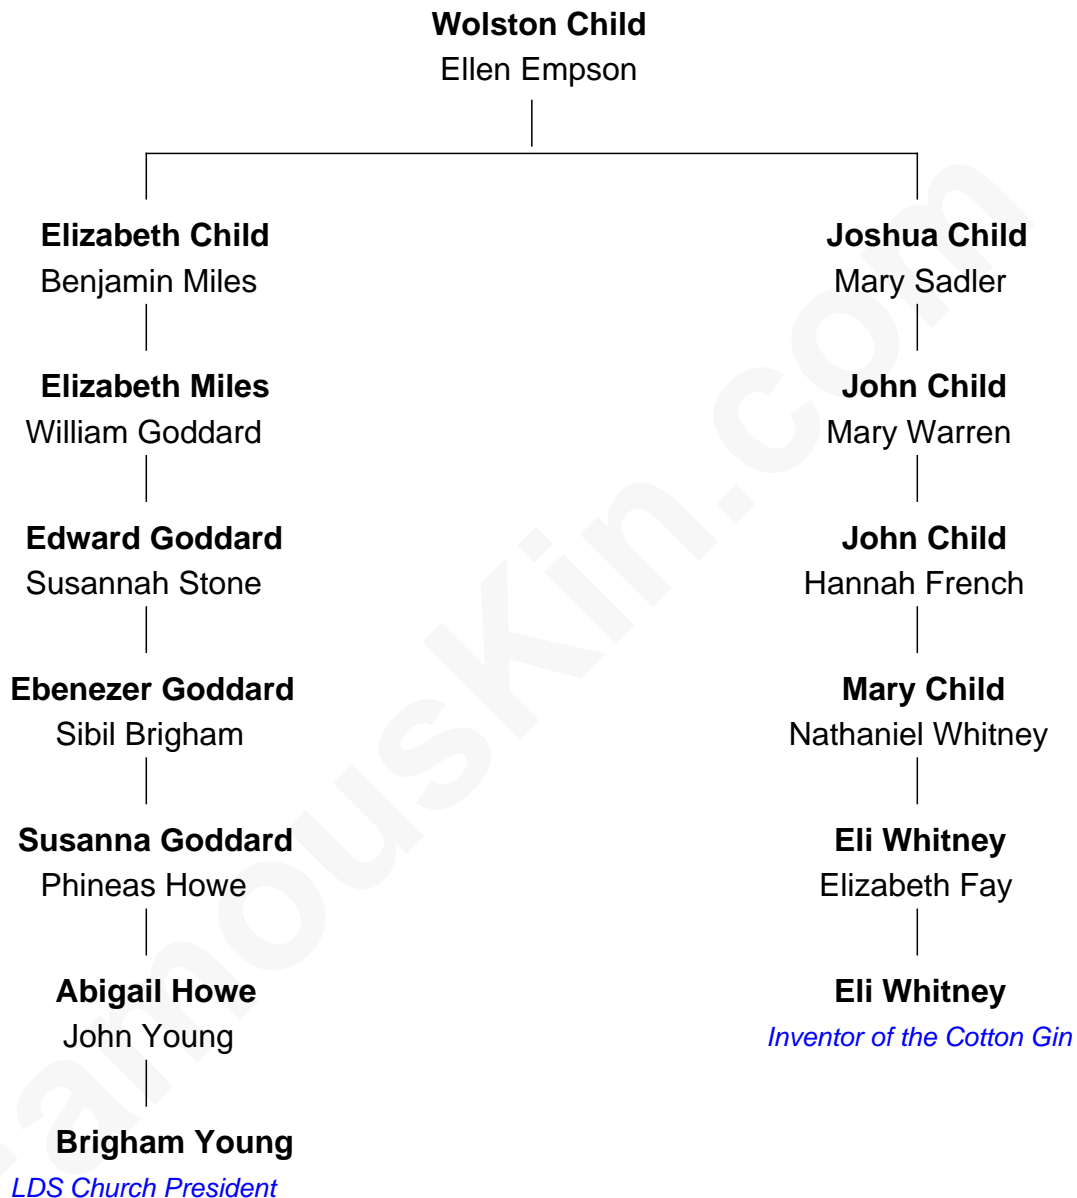 Wolston Child
Ellen Empson
Elizabeth Child
Benjamin Miles
Joshua Child
Mary Sadler
Elizabeth Miles
William Goddard
John Child
Mary Warren
Edward Goddard
Susannah Stone
John Child
Hannah French
Ebenezer Goddard
Sibil Brigham
Mary Child
Nathaniel Whitney
Susanna Goddard
Phineas Howe
Eli Whitney
Elizabeth Fay
Abigail Howe
John Young
Eli Whitney
Inventor of the Cotton Gin
Brigham Young
LDS Church President
FamousKin.com